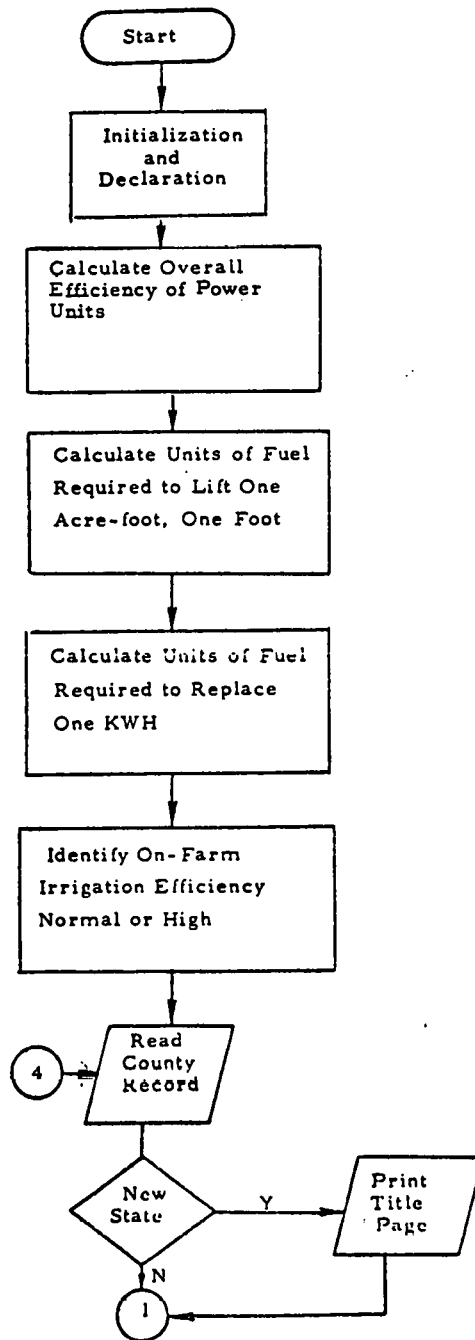 Start
Initialization
and
Declaration
Calculate Overall
Efficiency of Power
Units
Calculate Units of Fuel
Required to Lift One
Acre-foot, One Foot
Calculate Units of Fuel
Required to Replace
One KWH
Identify On-Farm
Irrigation Efficiency
Normal or High
Read
County
Record
4
New
State
Y
Print
Title
Page
N
1